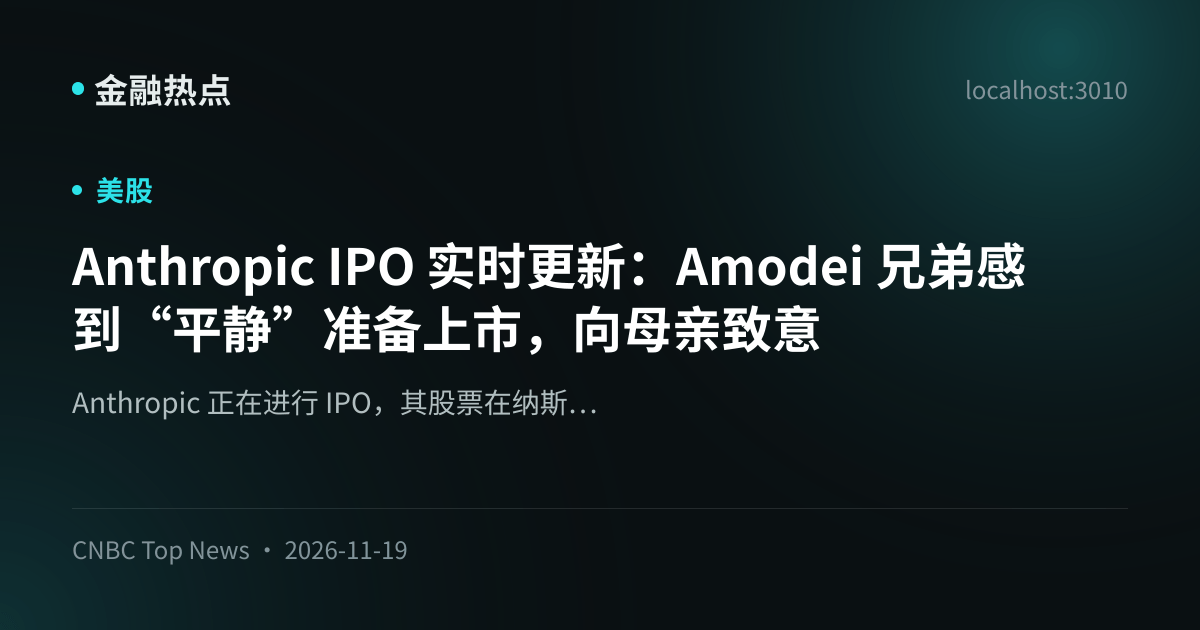 金融热点
localhost:3010
美股
Anthropic IPO 实时更新：Amodei 兄弟感
到“平静”准备上市，向母亲致意
Anthropic 正在进行 IPO，其股票在纳斯…
CNBC Top News • 2026-11-19